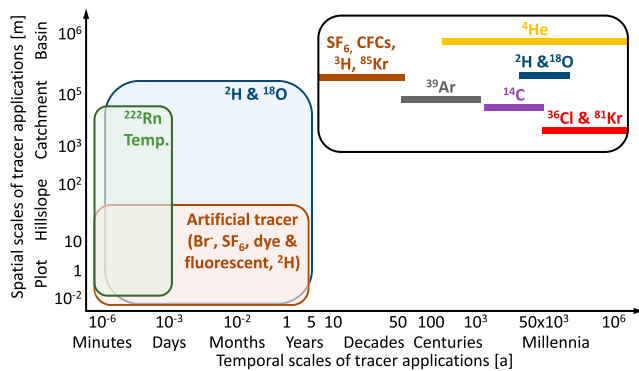 Spatial scales of tracer applications [m]
Basin
Catchment
Hillslope
Plot
10⁶
10⁵
10³
10²
10
1
10⁻²
²²²Rn
Temp.
²H & ¹⁸O
Artificial tracer
(Br⁻, SF₆, dye &
fluorescent, ²H)
SF₆, CFCs,
³H, ⁸⁵Kr
³⁹Ar
⁴He
²H &¹⁸O
¹⁴C
³⁶Cl & ⁸¹Kr
10⁻⁶ 10⁻³ 10⁻² 1 5 10 50 100 10³ 50x10³ 10⁶
Minutes Days Months Years Decades Centuries Millennia
Temporal scales of tracer applications [a]